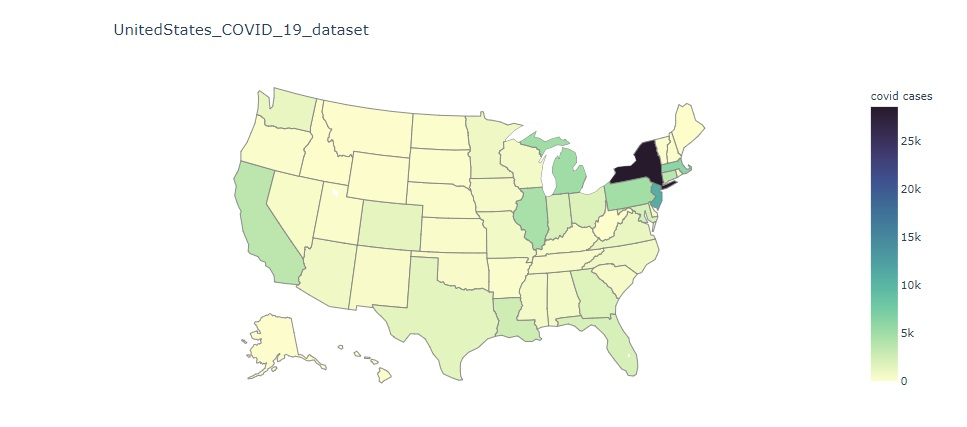 UnitedStates_COVID_19_dataset
covid cases
25k
20k
15k
10k
5k
0